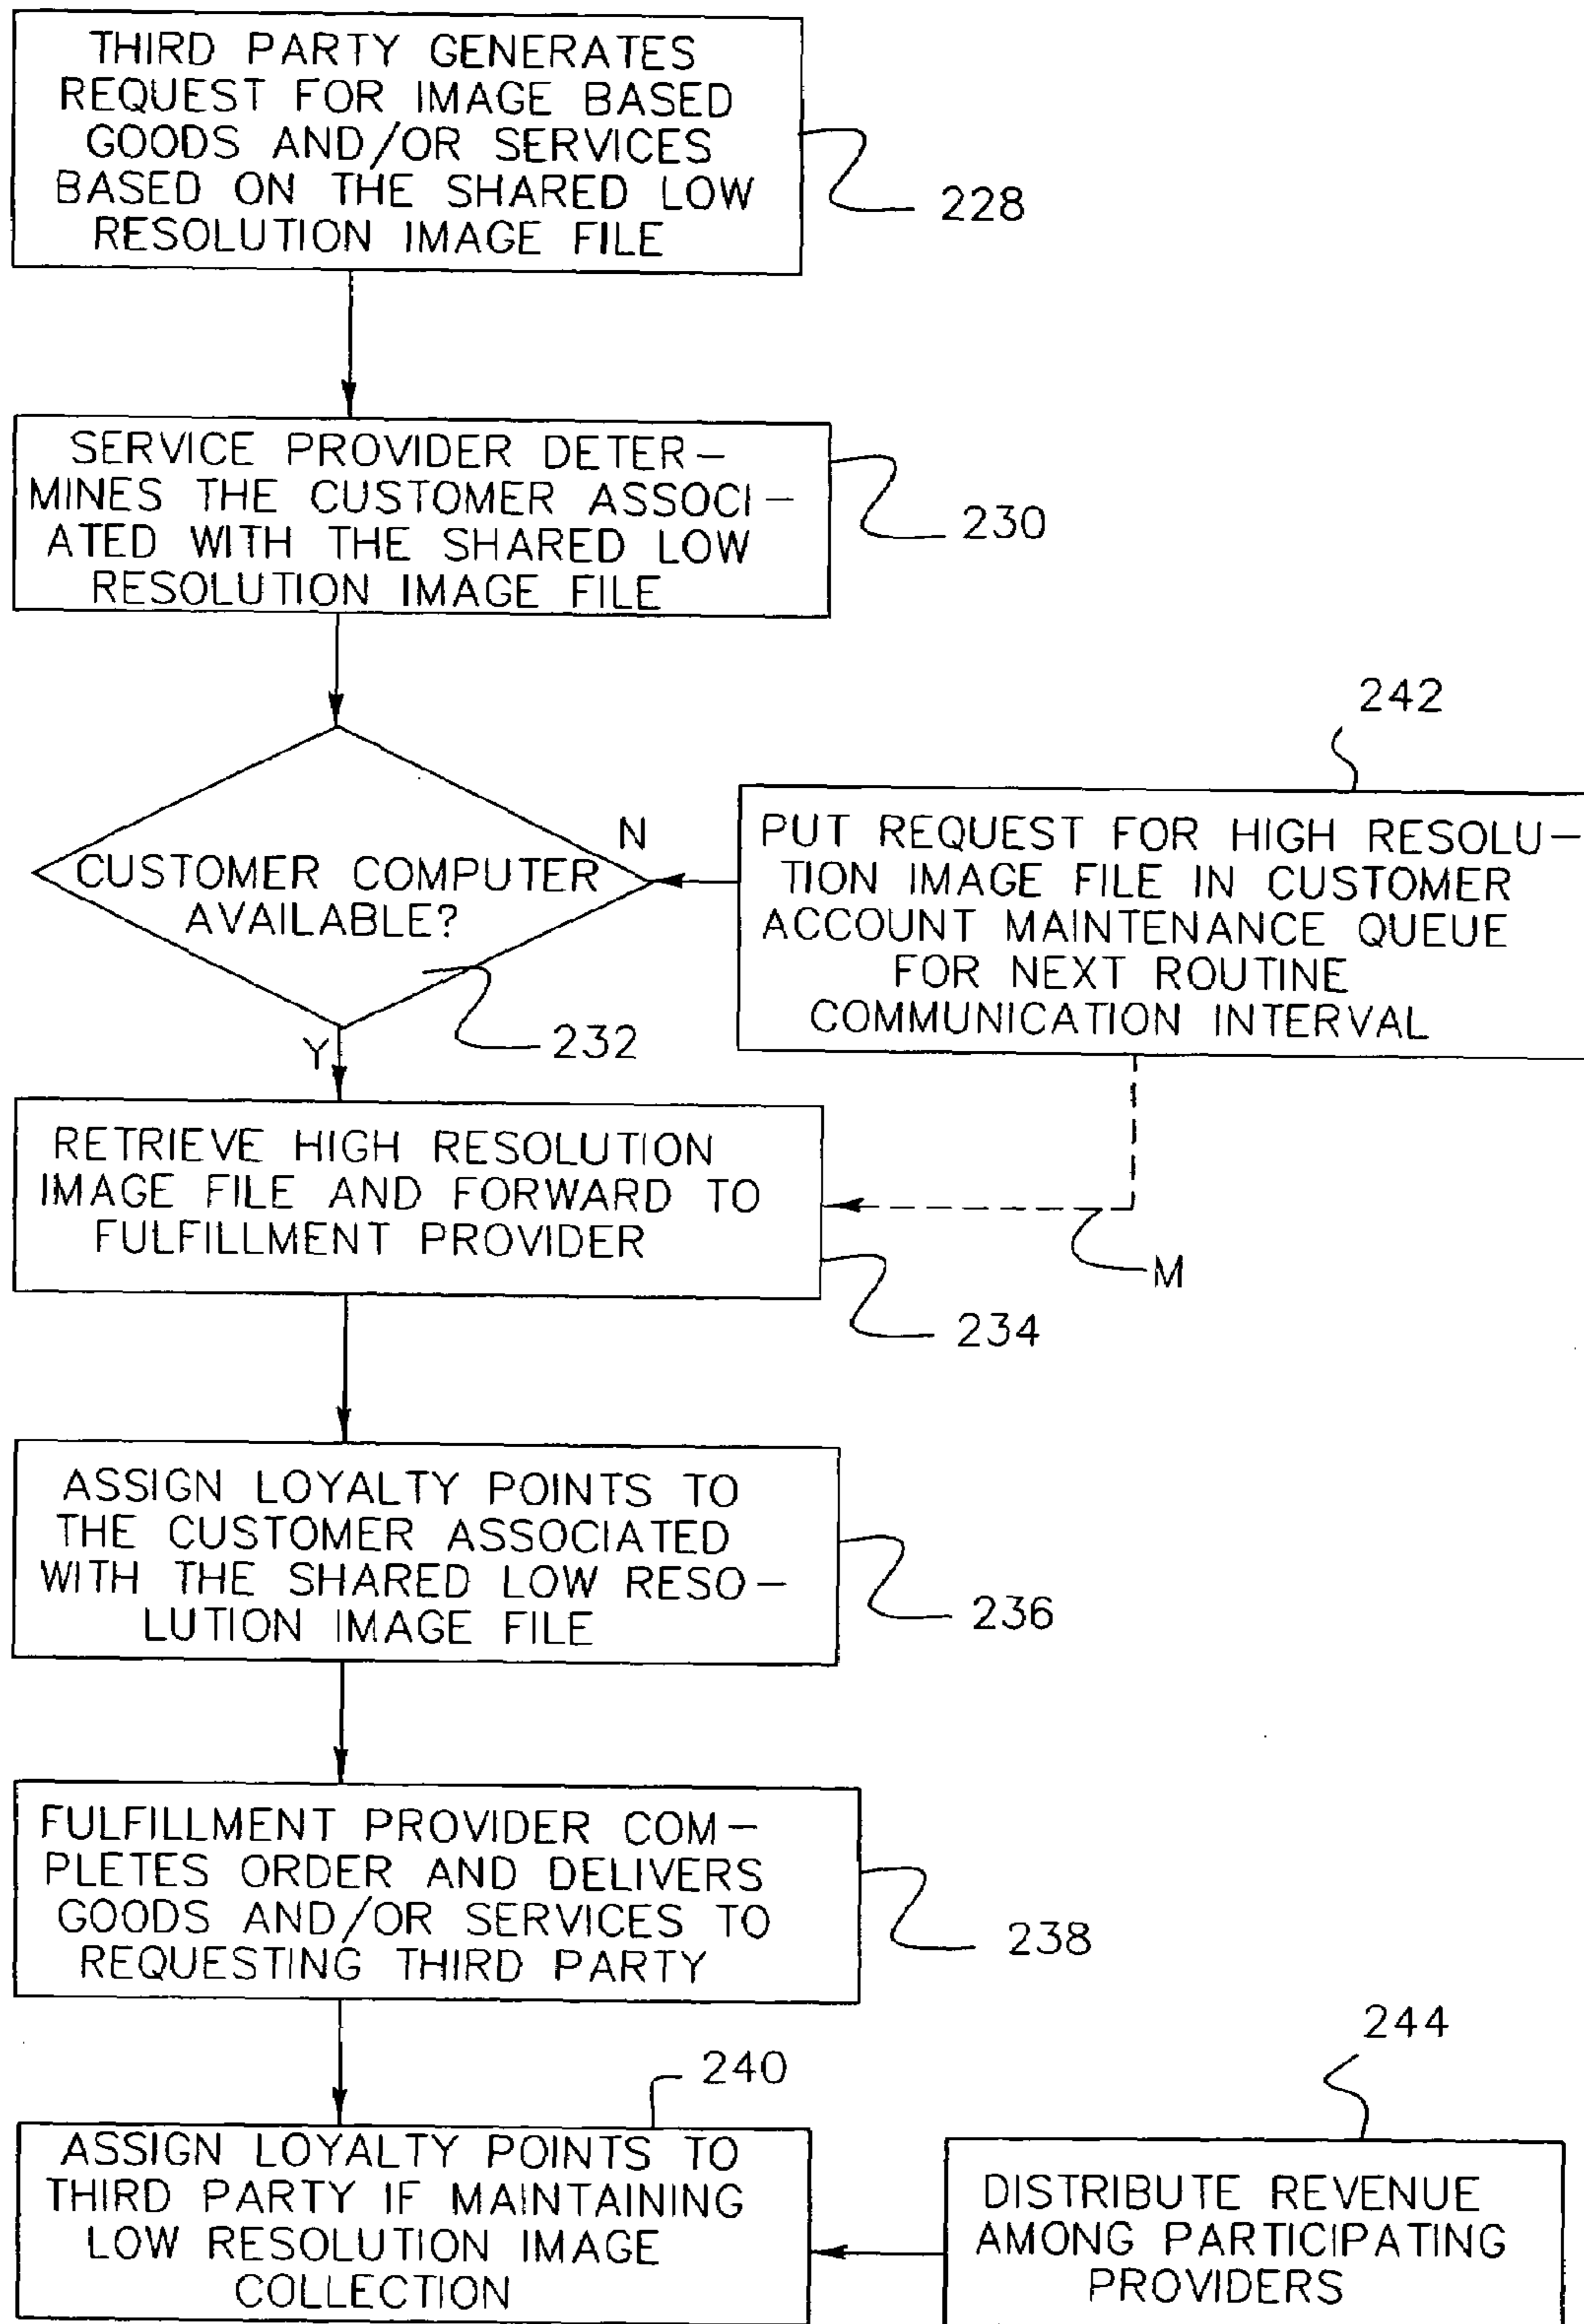 THIRD PARTY GENERATES
REQUEST FOR IMAGE BASED
GOODS AND/OR SERVICES
BASED ON THE SHARED LOW
RESOLUTION IMAGE FILE
228
SERVICE PROVIDER DETER-
MINES THE CUSTOMER ASSOCI-
ATED WITH THE SHARED LOW
RESOLUTION IMAGE FILE
230
242
CUSTOMER COMPUTER
AVAILABLE?
N
232
Y
PUT REQUEST FOR HIGH RESOLU-
TION IMAGE FILE IN CUSTOMER
ACCOUNT MAINTENANCE QUEUE
FOR NEXT ROUTINE
COMMUNICATION INTERVAL
RETRIEVE HIGH RESOLUTION
IMAGE FILE AND FORWARD TO
FULFILLMENT PROVIDER
M
234
ASSIGN LOYALTY POINTS TO
THE CUSTOMER ASSOCIATED
WITH THE SHARED LOW RESO-
LUTION IMAGE FILE
236
FULFILLMENT PROVIDER COM-
PLETES ORDER AND DELIVERS
GOODS AND/OR SERVICES TO
REQUESTING THIRD PARTY
238
240
244
ASSIGN LOYALTY POINTS TO
THIRD PARTY IF MAINTAINING
LOW RESOLUTION IMAGE
COLLECTION
DISTRIBUTE REVENUE
AMONG PARTICIPATING
PROVIDERS